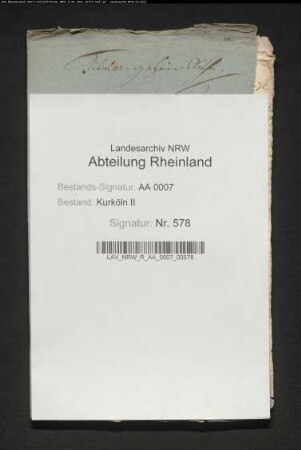 Landesarchiv NRW
Abteilung Rheinland
Bestands-Signatur: AA 0007
Bestand: Kurköln II
Signatur: Nr. 578
LAV_NRW_R_AA_0007_00578